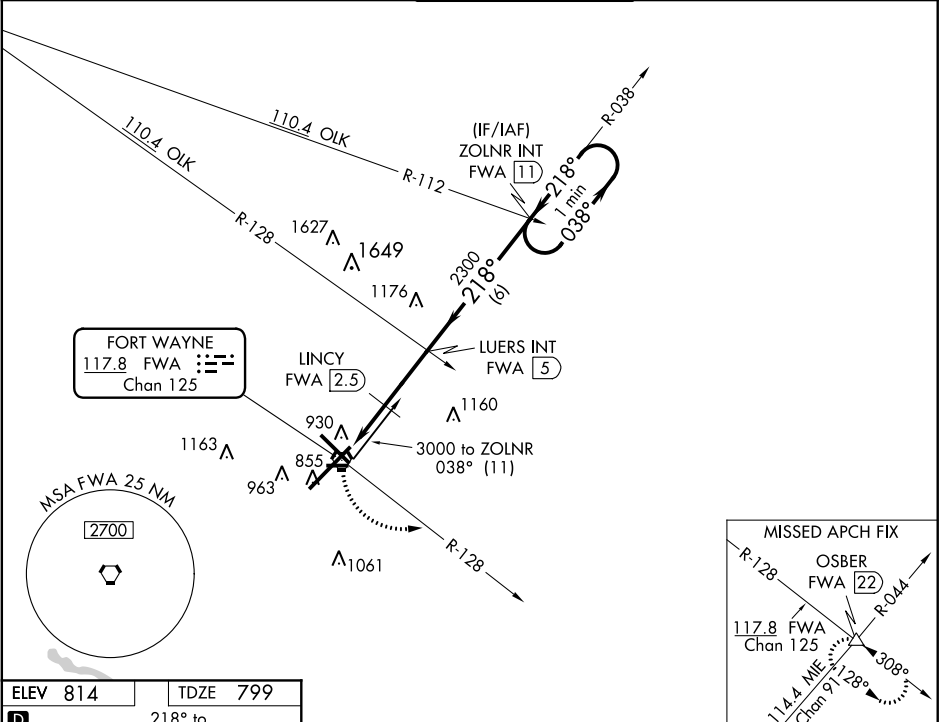 110.4 OLK
R-112
110.4 OLK
R-128
R-038
(IF/IAF)
ZOLNR INT
FWA 11
218°
1 min
038°
1627
1649
1176
2300
218°
(6)
FORT WAYNE
117.8 FWA
Chan 125
LINCY
FWA 2.5
LUERS INT
FWA 5
1160
930
1163
855
963
3000 to ZOLNR
038° (11)
MSA FWA 25 NM
2700
1061
R-128
MISSED APCH FIX
R-128
OSBER
FWA 22
R-044
117.8 FWA
Chan 125
308°
128°
114.4 MIE
Chan 91
ELEV 814
TDZE 799
D
218° to